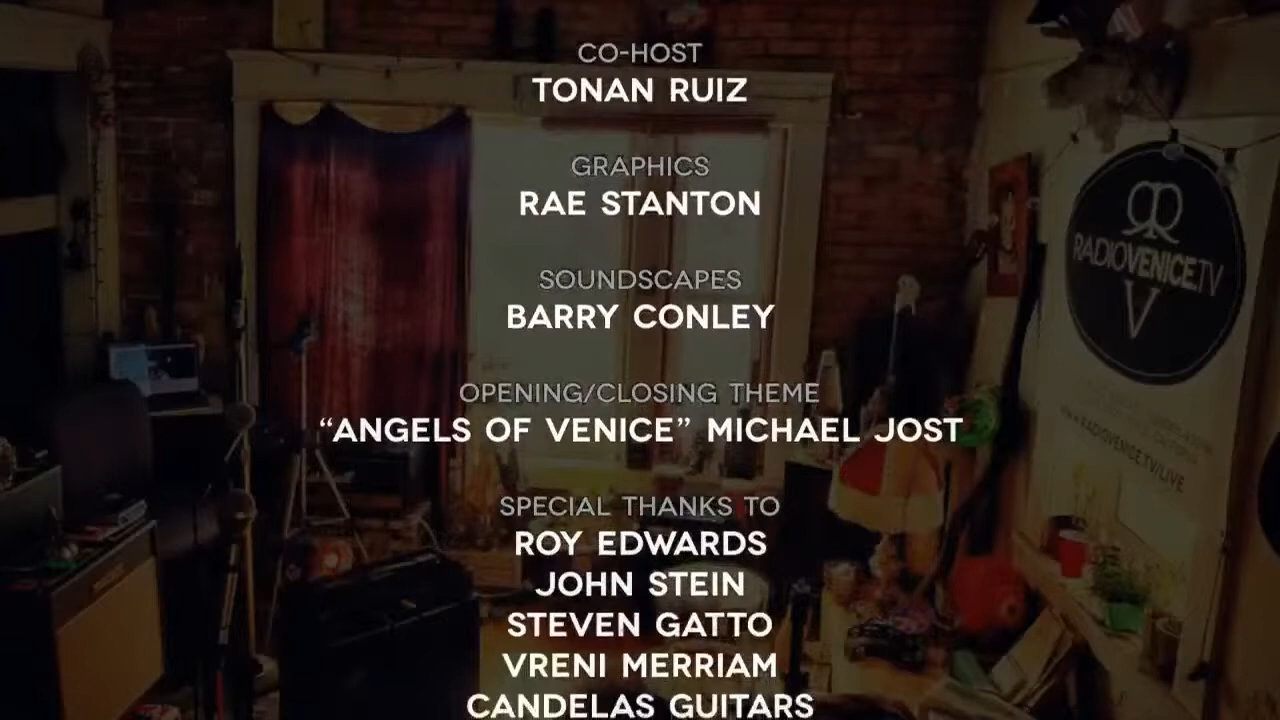 CO-HOST
TONAN RUIZ
GRAPHICS
RAE STANTON
SOUNDSCAPES
BARRY CONLEY
OPENING/CLOSING THEME
“ANGELS OF VENICE” MICHAEL JOST
SPECIAL THANKS TO
ROY EDWARDS
JOHN STEIN
STEVEN GATTO
VRENI MERRIAM
CANDELAS GUITARS
RADIOVENICE.TV
V
WWW.RADIOVENICE.TV/LIVE